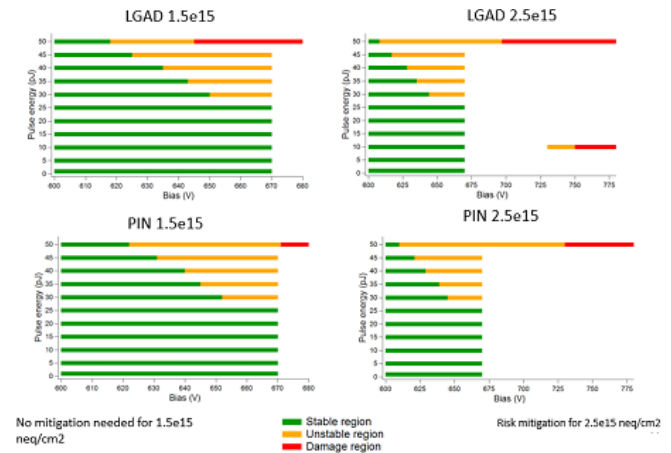 LGAD 1.5e15
LGAD 2.5e15
Pulse energy (pJ)
50
45
40
35
30
25
20
15
10
5
0
600 610 620 630 640 650 660 670 680
Bias (V)
Pulse energy (pJ)
50
45
40
35
30
25
20
15
10
5
0
600 625 650 675 700 725 750 775
Bias (V)
PIN 1.5e15
PIN 2.5e15
Pulse energy (pJ)
50
45
40
35
30
25
20
15
10
5
0
600 610 620 630 640 650 660 670 680
Bias (V)
Pulse energy (pJ)
50
45
40
35
30
25
20
15
10
5
0
600 625 650 675 700 725 750 775
Bias (V)
No mitigation needed for 1.5e15
neq/cm2
Stable region
Unstable region
Damage region
Risk mitigation for 2.5e15 neq/cm2